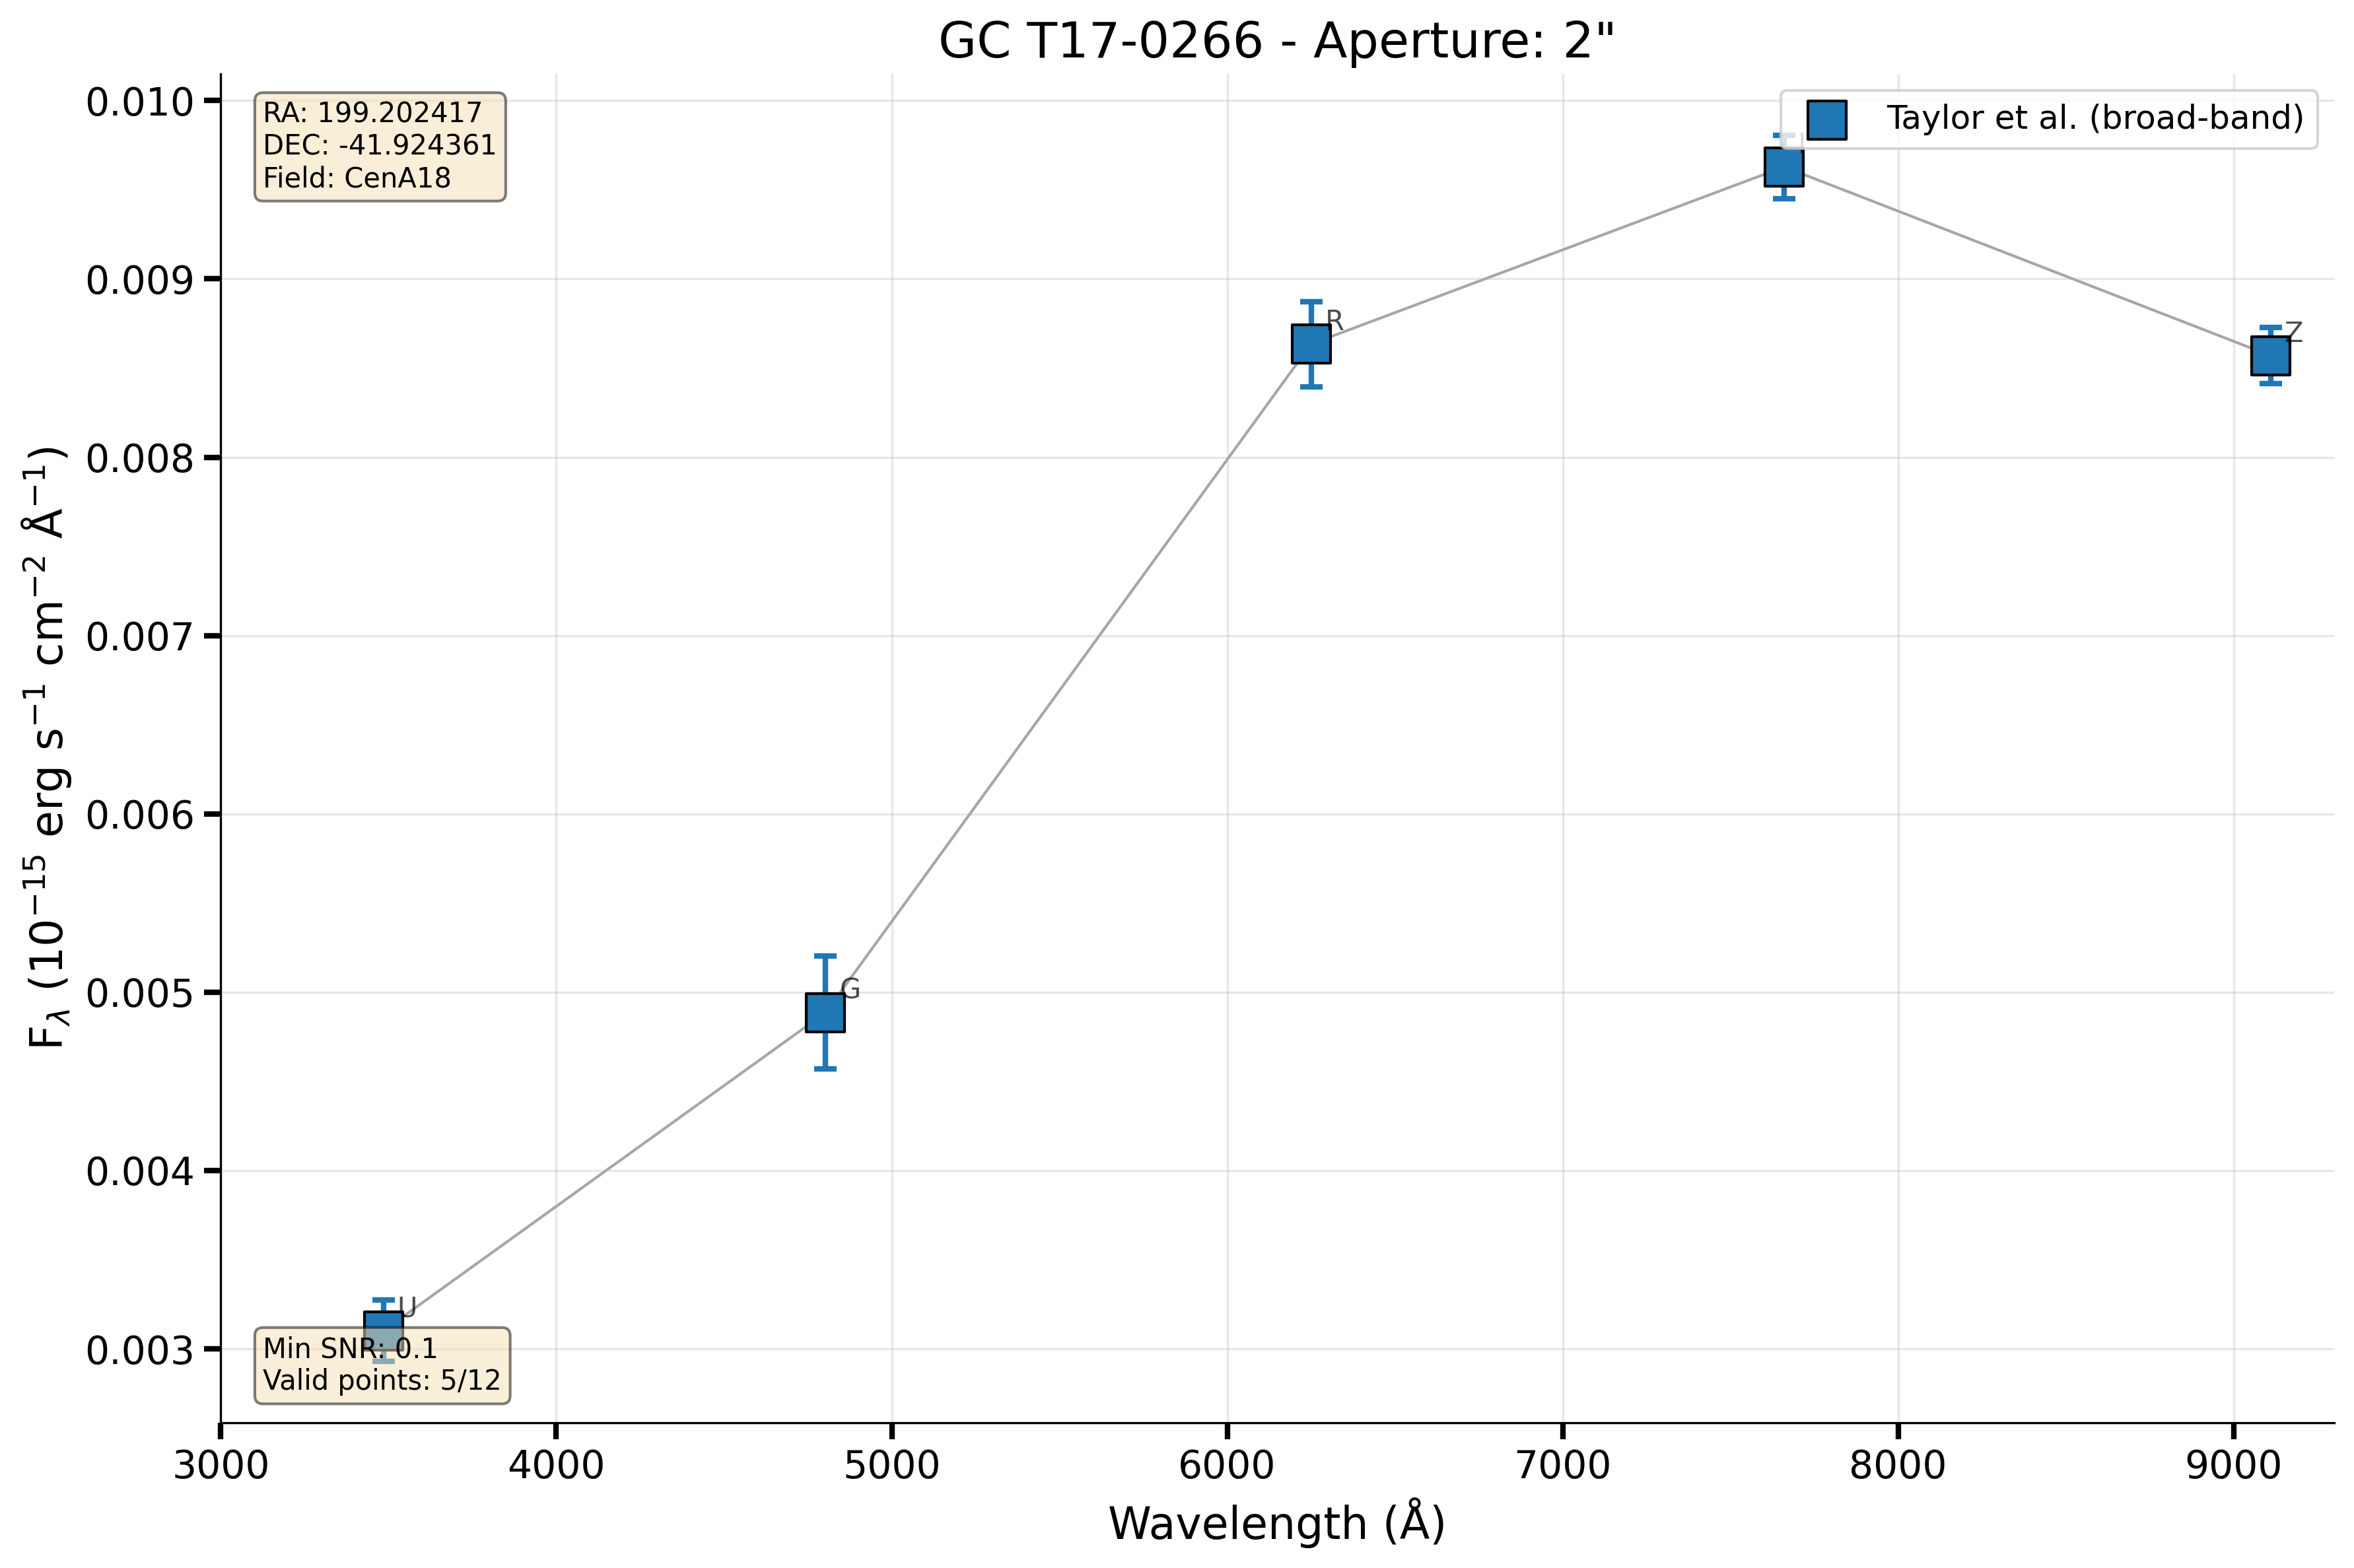 GC T17-0266 - Aperture: 2"
RA: 199.202417
DEC: -41.924361
Field: CenA18
Taylor et al. (broad-band)
0.010
0.009
0.008
0.007
0.006
0.005
0.004
0.003
F_λ (10⁻¹⁵ erg s⁻¹ cm⁻² Å⁻¹)
I
R
Z
G
U
Min SNR: 0.1
Valid points: 5/12
3000 4000 5000 6000 7000 8000 9000
Wavelength (Å)